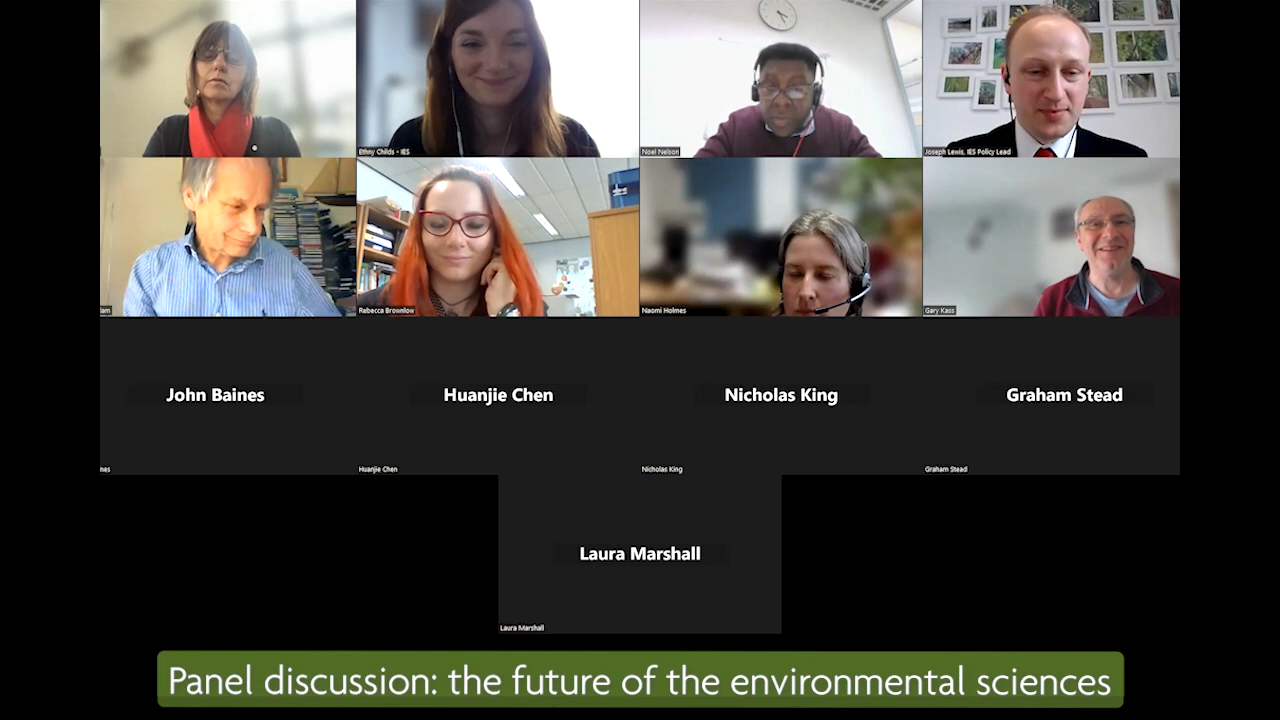 Ethny Childs - IES
Noel Nelson
Joseph Lewis, IES Policy Lead
lam
Rebecca Brownlow
Naomi Holmes
Gary Kass
John Baines
Huanjie Chen
Nicholas King
Graham Stead
nes
Huanjie Chen
Nicholas King
Graham Stead
Laura Marshall
Laura Marshall
Panel discussion: the future of the environmental sciences